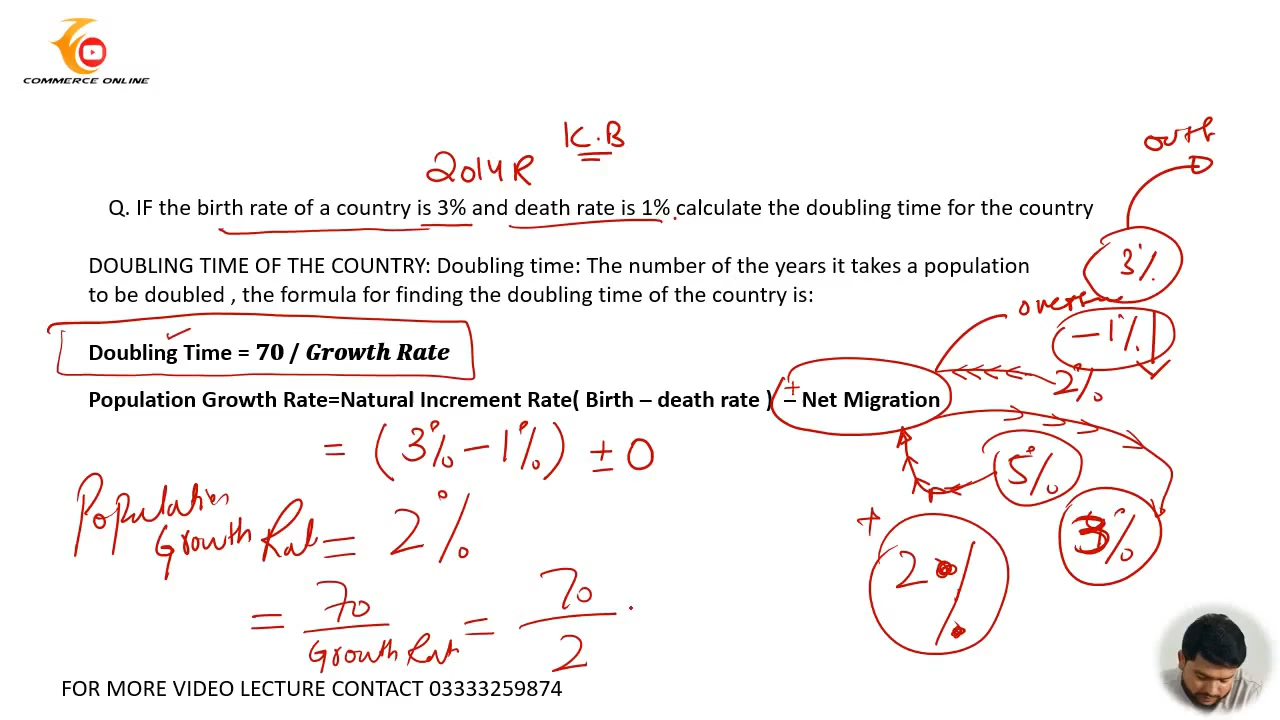 COMMERCE ONLINE
K.B
2014R
Q. IF the birth rate of a country is 3% and death rate is 1% calculate the doubling time for the country
DOUBLING TIME OF THE COUNTRY: Doubling time: The number of the years it takes a population
to be doubled , the formula for finding the doubling time of the country is:
Doubling Time = 70 / Growth Rate
Population Growth Rate=Natural Increment Rate( Birth – death rate ) – Net Migration
+
= (3% - 1%) ± 0
Population
Growth = 2%
= 70 / Growth = 70 / 2
3%
-1%
2%
5%
3%
+
2%
FOR MORE VIDEO LECTURE CONTACT 03333259874